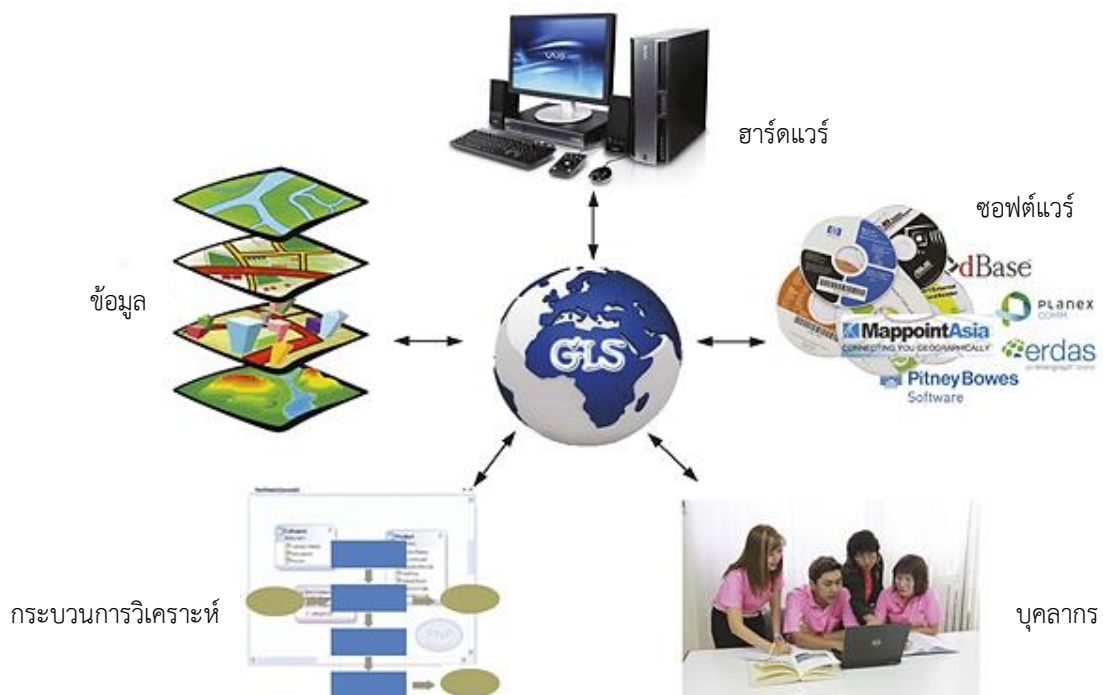 ฮาร์ดแวร์
ซอฟต์แวร์
dBase
PLANEX
COMM.
MappointAsia
CONNECTING YOU GEOGRAPHICALLY
erdas
PitneyBowes
Software
ข้อมูล
GIS
กระบวนการวิเคราะห์
บุคลากร